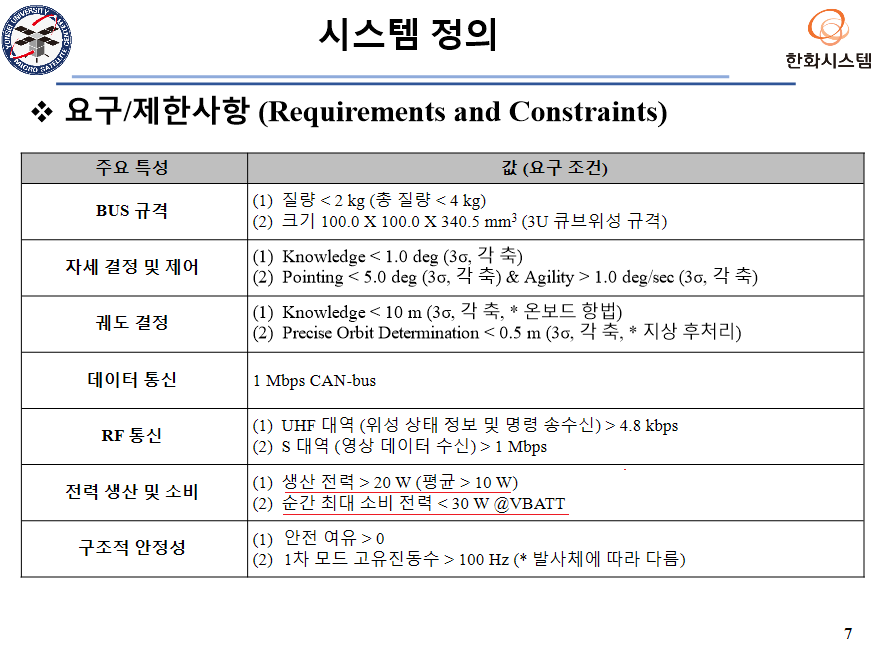 YONSEI UNIVERSITY
MICRO SATELLITE CENTER
시스템 정의
한화시스템
❖ 요구/제한사항 (Requirements and Constraints)
주요 특성 값 (요구 조건)
BUS 규격
(1) 질량 < 2 kg (총 질량 < 4 kg)
(2) 크기 100.0 X 100.0 X 340.5 mm³ (3U 큐브위성 규격)
자세 결정 및 제어
(1) Knowledge < 1.0 deg (3σ, 각 축)
(2) Pointing < 5.0 deg (3σ, 각 축) & Agility > 1.0 deg/sec (3σ, 각 축)
궤도 결정
(1) Knowledge < 10 m (3σ, 각 축, * 온보드 항법)
(2) Precise Orbit Determination < 0.5 m (3σ, 각 축, * 지상 후처리)
데이터 통신
1 Mbps CAN-bus
RF 통신
(1) UHF 대역 (위성 상태 정보 및 명령 송수신) > 4.8 kbps
(2) S 대역 (영상 데이터 수신) > 1 Mbps
전력 생산 및 소비
(1) 생산 전력 > 20 W (평균 > 10 W)
(2) 순간 최대 소비 전력 < 30 W @VBATT
구조적 안정성
(1) 안전 여유 > 0
(2) 1차 모드 고유진동수 > 100 Hz (* 발사체에 따라 다름)
7